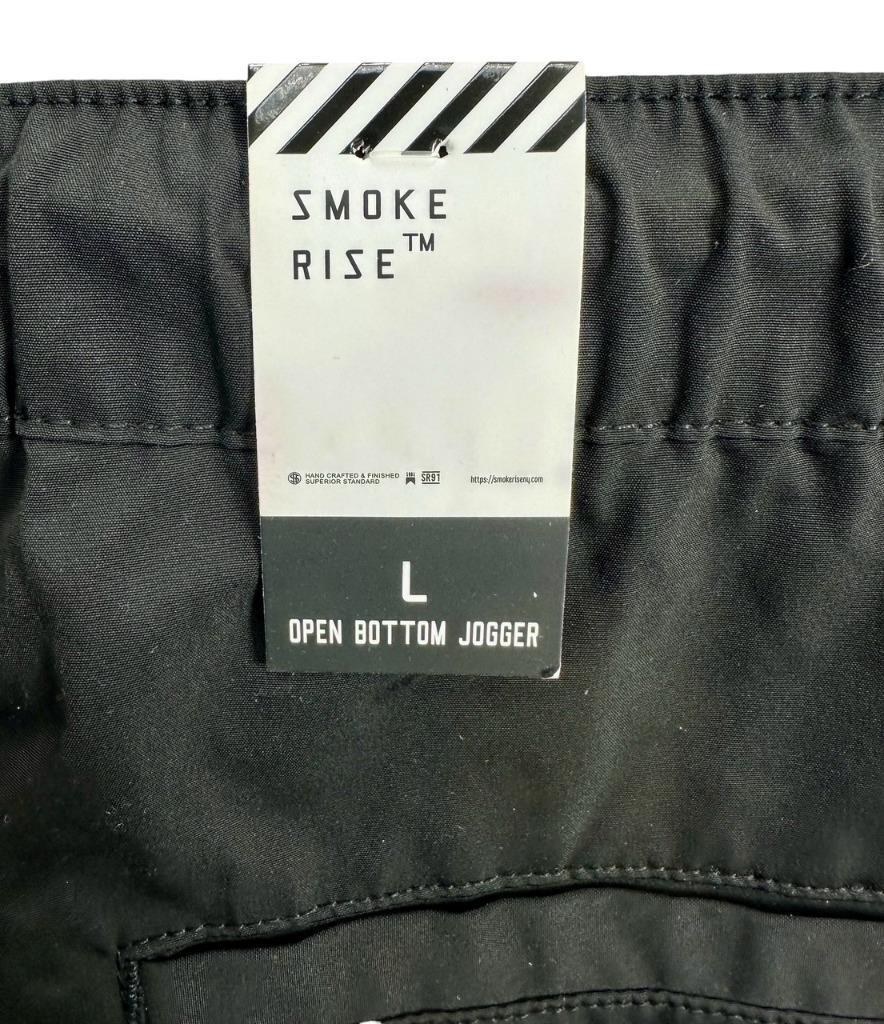 SMOKE
RISE™
HAND CRAFTED & FINISHED
SUPERIOR STANDARD
SR91
https://smokeriseny.com
L
OPEN BOTTOM JOGGER